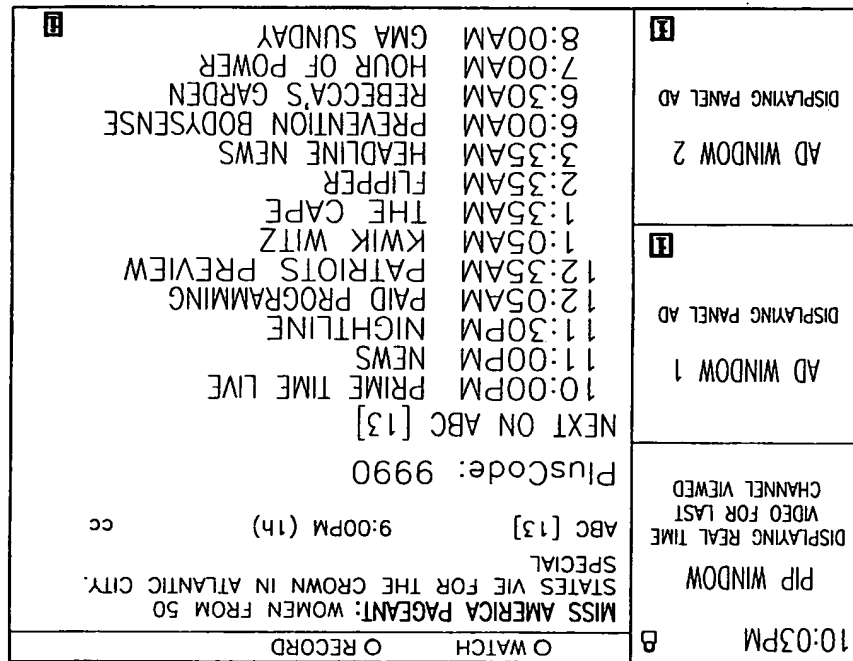 10:03PM
PIP WINDOW
DISPLAYING REAL TIME
VIDEO FOR LAST
CHANNEL VIEWED
AD WINDOW 1
DISPLAYING PANEL AD
i
AD WINDOW 2
DISPLAYING PANEL AD
i
O WATCH O RECORD
MISS AMERICA PAGEANT: WOMEN FROM 50
STATES VIE FOR THE CROWN IN ATLANTIC CITY.
SPECIAL
ABC [13] 9:00PM (1h) CC
PlusCode: 9990
NEXT ON ABC [13]
10:00PM PRIME TIME LIVE
11:00PM NEWS
11:30PM NIGHTLINE
12:05AM PAID PROGRAMMING
12:35AM PATRIOTS PREVIEW
1:05AM KWIK WITZ
1:35AM THE CAPE
2:35AM FLIPPER
3:35AM HEADLINE NEWS
6:00AM PREVENTION BODYSENSE
6:30AM REBECCA'S GARDEN
7:00AM HOUR OF POWER
8:00AM GMA SUNDAY
i